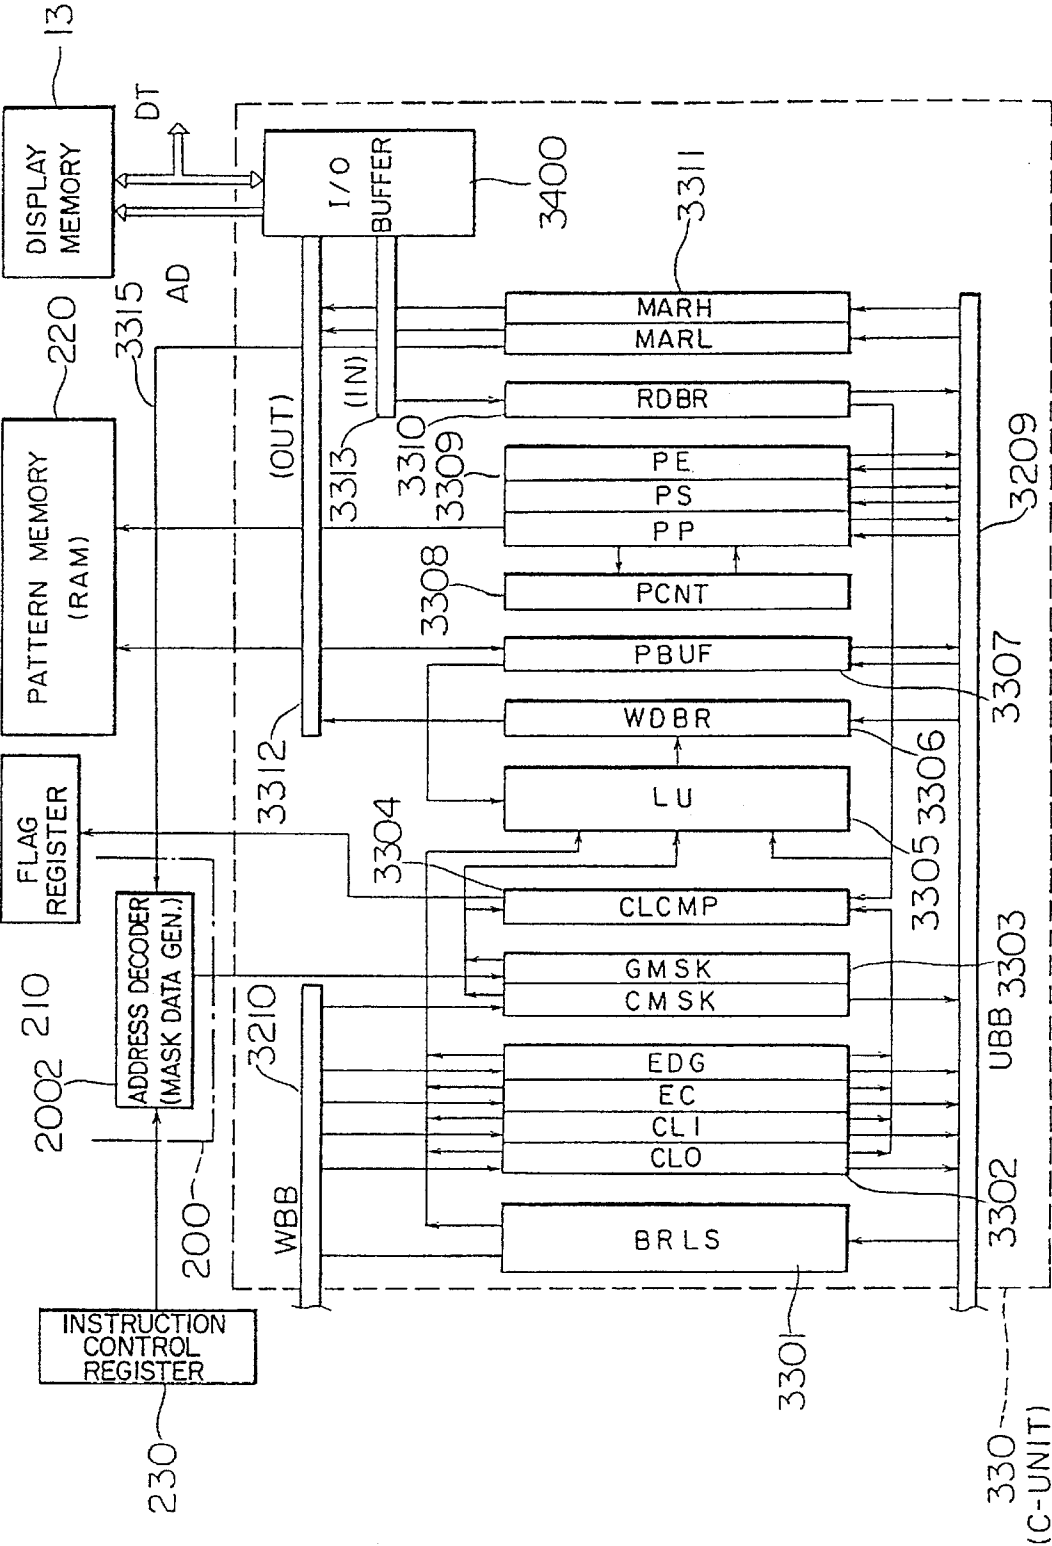 13
DISPLAY
MEMORY
DT
I/O
BUFFER
3400
AD
3315
220
PATTERN MEMORY
(RAM)
(OUT)
(IN)
3313
3312
3311
MARH
MARL
3310
RDBR
3309
PE
PS
PP
3308
PCNT
PBUF
3307
WDBR
3306
LU
3305
3304
CLCMP
FLAG
REGISTER
210
2002
ADDRESS DECODER
(MASK DATA GEN.)
200
GMSK
CMSK
3303
3210
WBB
EDG
EC
CL1
CL0
3302
BRLS
3301
3209
UBB
INSTRUCTION
CONTROL
REGISTER
230
330
(C-UNIT)